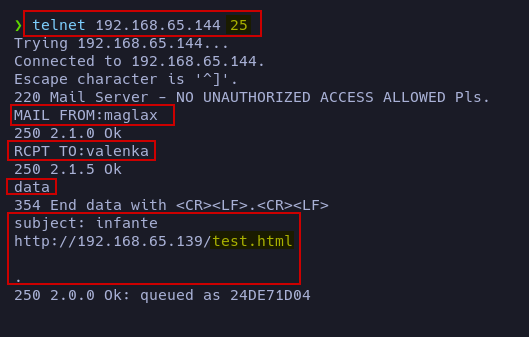 ❯ telnet 192.168.65.144 25
Trying 192.168.65.144...
Connected to 192.168.65.144.
Escape character is '^]'.
220 Mail Server - NO UNAUTHORIZED ACCESS ALLOWED Pls.
MAIL FROM:maglax
250 2.1.0 Ok
RCPT TO:valenka
250 2.1.5 Ok
data
354 End data with <CR><LF>.<CR><LF>
subject: infante
http://192.168.65.139/test.html
.
250 2.0.0 Ok: queued as 24DE71D04